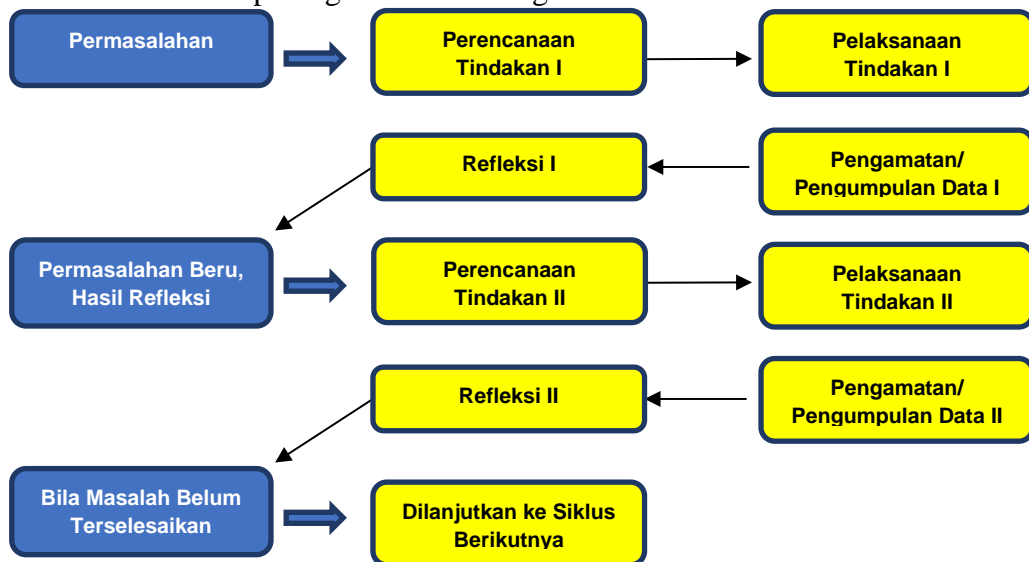 Permasalahan
Perencanaan
Tindakan I
Pelaksanaan
Tindakan I
Refleksi I
Pengamatan/
Pengumpulan Data I
Permasalahan Beru,
Hasil Refleksi
Perencanaan
Tindakan II
Pelaksanaan
Tindakan II
Refleksi II
Pengamatan/
Pengumpulan Data II
Bila Masalah Belum
Terselesaikan
Dilanjutkan ke Siklus
Berikutnya